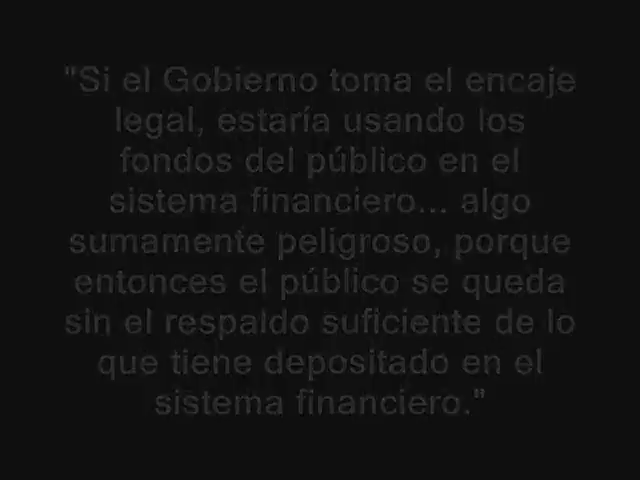 "Si el Gobierno toma el encaje
legal, estaría usando los
fondos del público en el
sistema financiero... algo
sumamente peligroso, porque
entonces el público se queda
sin el respaldo suficiente de lo
que tiene depositado en el
sistema financiero."